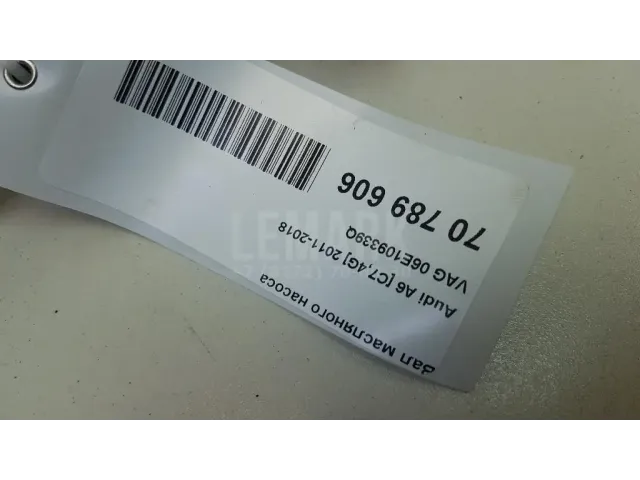 Вал масляного насоса
Audi A6 [C7,4G] 2011-2018
VAG 06E109339Q
70 789 606
LEMARK